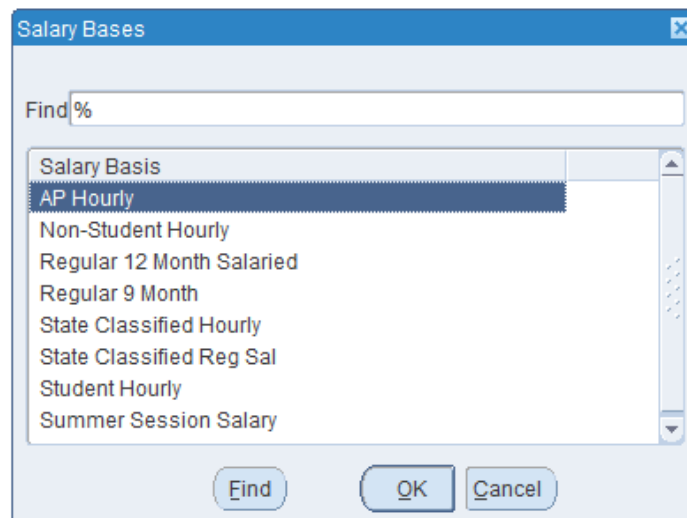 Salary Bases
Find %
Salary Basis
AP Hourly
Non-Student Hourly
Regular 12 Month Salaried
Regular 9 Month
State Classified Hourly
State Classified Reg Sal
Student Hourly
Summer Session Salary
Find OK Cancel